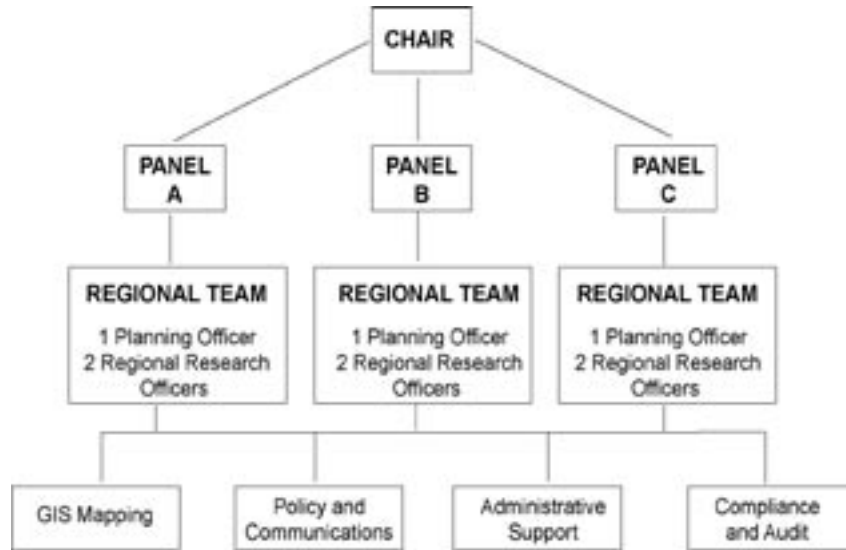 CHAIR
PANEL
A
PANEL
B
PANEL
C
REGIONAL TEAM
1 Planning Officer
2 Regional Research
Officers
REGIONAL TEAM
1 Planning Officer
2 Regional Research
Officers
REGIONAL TEAM
1 Planning Officer
2 Regional Research
Officers
GIS Mapping
Policy and
Communications
Administrative
Support
Compliance
and Audit